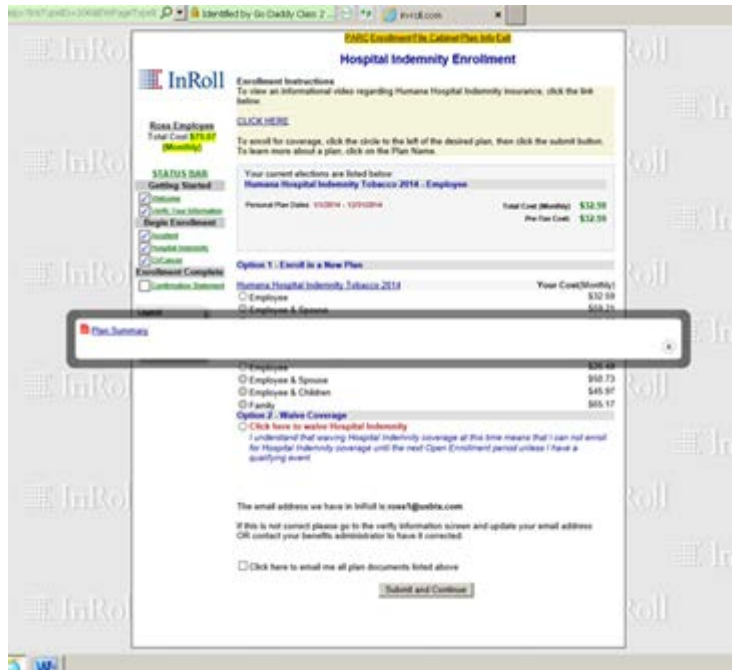 Identified by Go Daddy Class 2 ...
inroll.com
PARC Enrollment File Cabinet Plan Info Exit
Hospital Indemnity Enrollment
InRoll
Enrollment Instructions
To view an informational video regarding Humana Hospital Indemnity insurance, click the link
below.
CLICK HERE
To enroll for coverage, click the circle to the left of the desired plan, then click the submit button.
To learn more about a plan, click on the Plan Name.
Ross Employee
Total Cost
(Monthly)
STATUS BAR
Getting Started
Welcome
Verify Your Information
Begin Enrollment
Accident
Hospital Indemnity
CI/Cancer
Enrollment Complete
Confirmation Statement
Your current elections are listed below:
Humana Hospital Indemnity Tobacco 2014 - Employee
Personal Plan Dates 1/1/2014 - 12/31/2014
Total Cost (Monthly) $32.59
Pre-Tax Cost: $32.59
Option 1 - Enroll in a New Plan
Humana Hospital Indemnity Tobacco 2014 Your Cost(Monthly)
Employee $32.59
Employee & Spouse
Plan Summary
x
Employee
Employee & Spouse $50.73
Employee & Children $45.97
Family $65.17
Option 2 - Waive Coverage
Click here to waive Hospital Indemnity
I understand that waiving Hospital Indemnity coverage at this time means that I can not enroll
for Hospital Indemnity coverage until the next Open Enrollment period unless I have a
qualifying event
The email address we have in InRoll is
If this is not correct please go to the verify information screen and update your email address
OR contact your benefits administrator to have it corrected.
Click here to email me all plan documents listed above
Submit and Continue